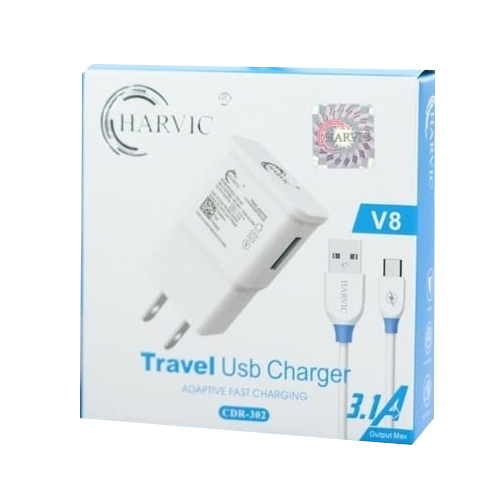 HARVIC ®
HARVIC
V8
HARVIC
Travel Usb Charger
ADAPTIVE FAST CHARGING
CDR-302
3.1A
Output Max